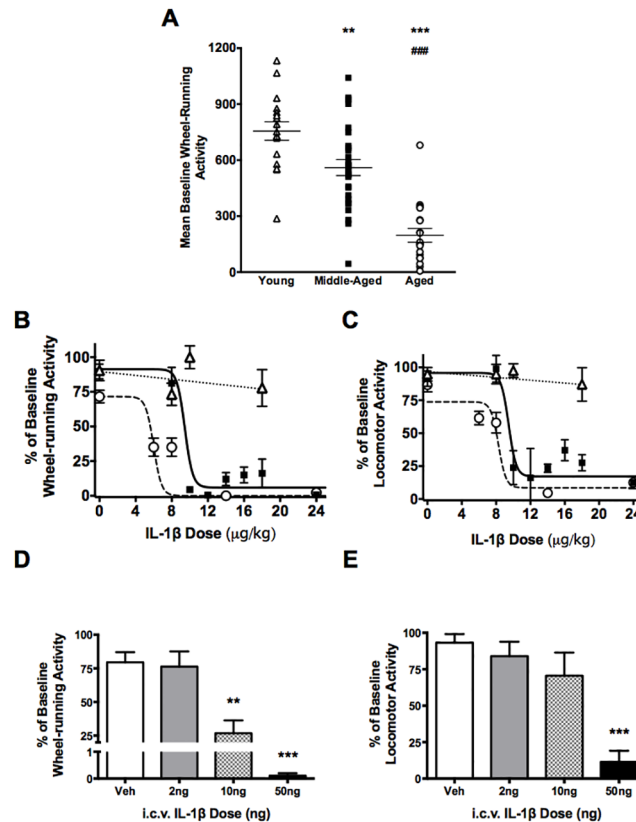 A
** ***
###
Mean Baseline Wheel-Running
Activity
1200
900
600
300
0
Young Middle-Aged Aged
B
% of Baseline
Wheel-running Activity
100
75
50
25
0
0 4 8 12 16 20 24
IL-1β Dose (µg/kg)
C
% of Baseline
Locomotor Activity
100
75
50
25
0
0 4 8 12 16 20 24
IL-1β Dose (µg/kg)
D
% of Baseline
Wheel-running Activity
100
75
50
25
1
0
**
***
Veh 2ng 10ng 50ng
i.c.v. IL-1β Dose (ng)
E
% of Baseline
Locomotor Activity
100
75
50
25
0
***
Veh 2ng 10ng 50ng
i.c.v. IL-1β Dose (ng)